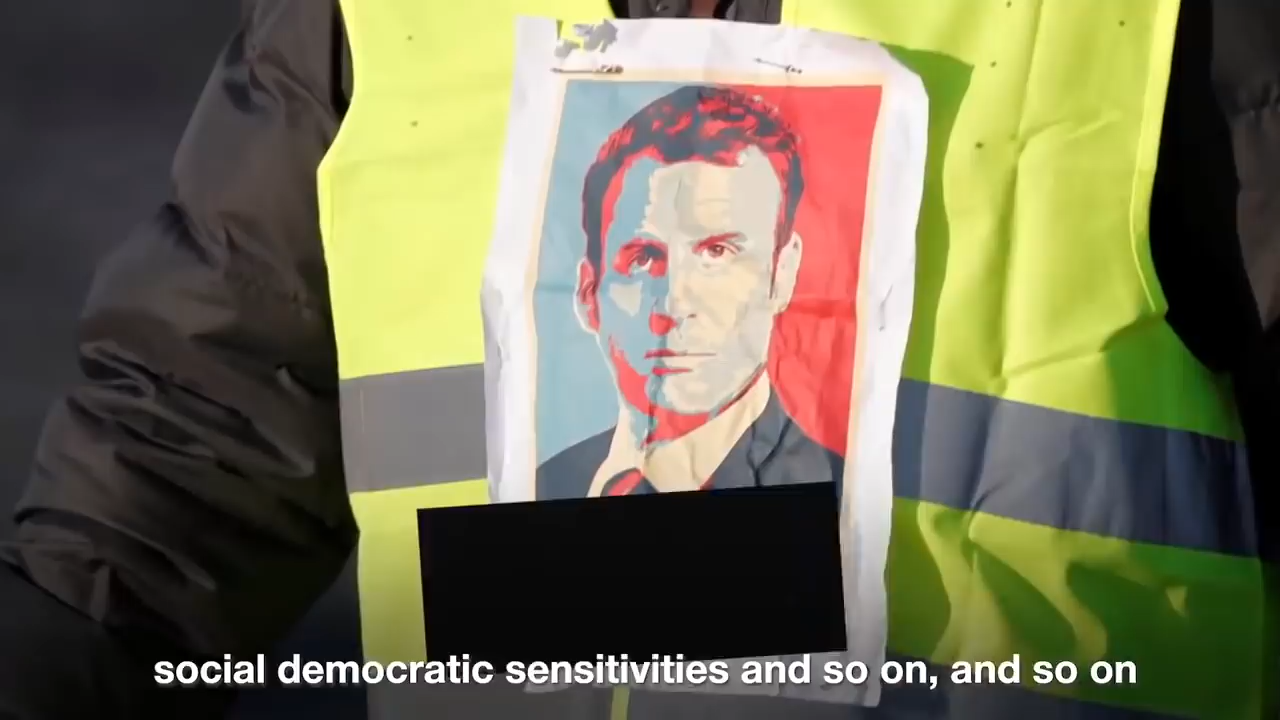 social democratic sensitivities and so on, and so on